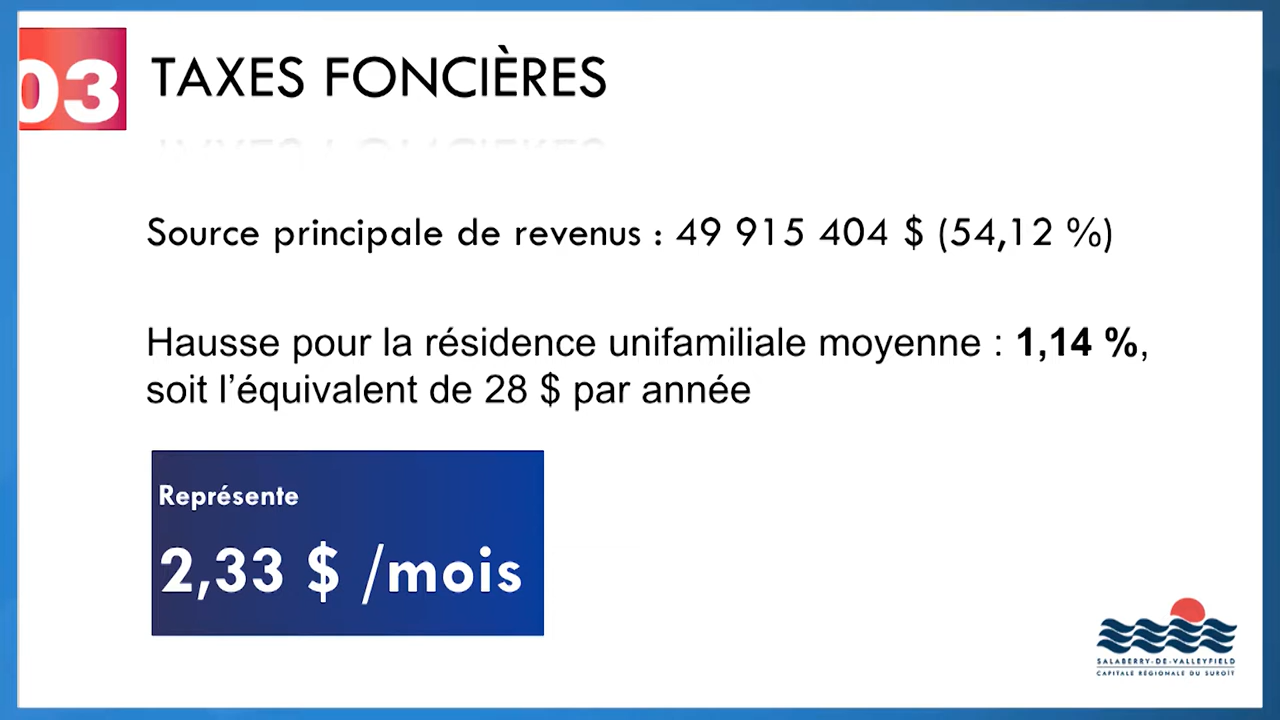 03
TAXES FONCIÈRES
Source principale de revenus : 49 915 404 $ (54,12 %)
Hausse pour la résidence unifamiliale moyenne : 1,14 %,
soit l’équivalent de 28 $ par année
Représente
2,33 $ /mois
SALABERRY-DE-VALLEYFIELD
CAPITALE RÉGIONALE DU SUROÎT